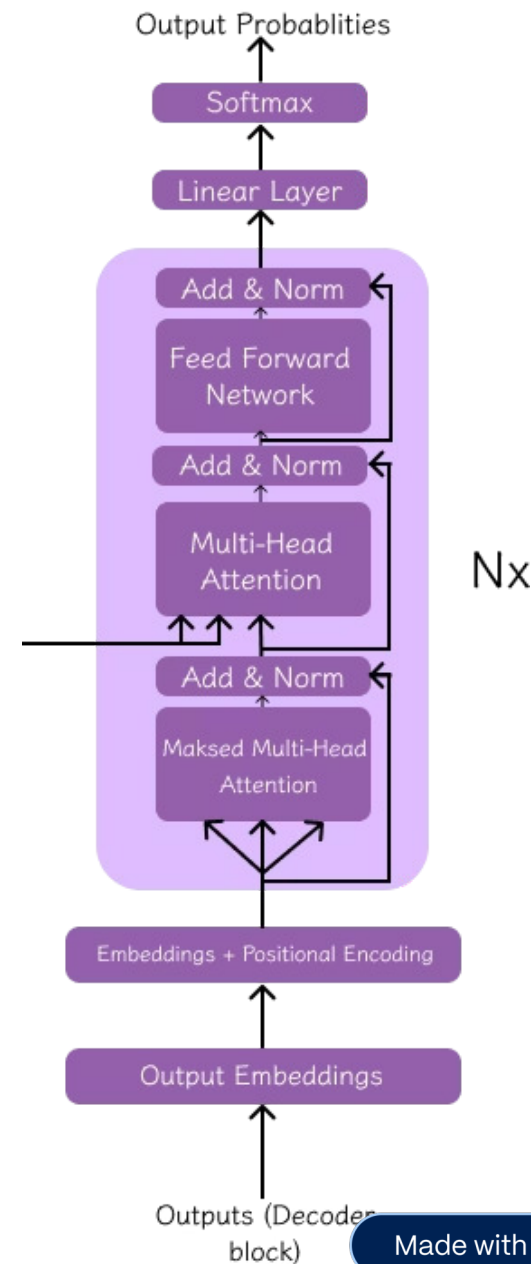 Output Probablities
Softmax
Linear Layer
Add & Norm
Feed Forward
Network
Add & Norm
Multi-Head
Attention
Nx
Add & Norm
Maksed Multi-Head
Attention
Embeddings + Positional Encoding
Output Embeddings
Outputs (Decoder
block)
Made with